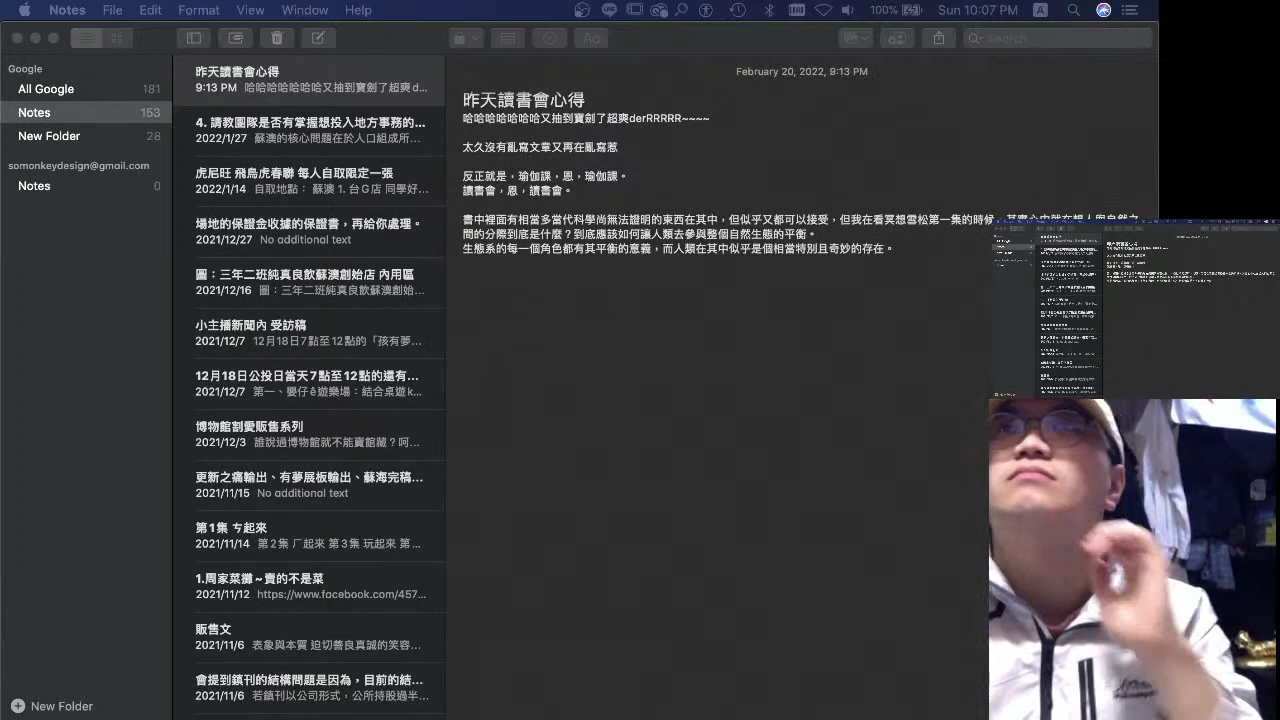 Notes File Edit Format View Window Help
100% Sun 10:07 PM A
Aa
Search
Google
All Google 181
Notes 153
New Folder 28
somonkeydesign@gmail.com
Notes 0
New Folder
昨天讀書會心得
9:13 PM 哈哈哈哈哈哈哈又抽到寶劍了超爽d...
4. 請教團隊是否有掌握想投入地方事務的...
2022/1/27 蘇澳的核心問題在於人口組成所...
虎尼旺 飛鳥虎春聯 每人自取限定一張
2022/1/14 自取地點： 蘇澳 1. 台G店 同學好...
場地的保證金收據的保證書，再給你處理。
2021/12/27 No additional text
圖：三年二班純真良飲創澳創始店 內用區
2021/12/16 圖：三年二班純真良飲蘇澳創始...
小主播新聞內 受訪稿
2021/12/7 12月18日7點至12點的「孩有夢...
12月18日公投日當天7點至12點內還有...
2021/12/7 第一、嬰仔ê遊樂場：結合桌遊k...
博物館割愛販售系列
2021/12/3 誰說過博物館就不能賣館藏？呵...
更新之痛輸出、有夢展板輸出、蘇海完稿...
2021/11/15 No additional text
第1集 ㄘ起來
2021/11/14 第2集 ㄏ起來 第3集 玩起來 第...
1.周家菜攤～賣的不是菜
2021/11/12 https://www.facebook.com/457...
販售文
2021/11/6 表象與本質 迫切善良真誠的笑容...
會提到鎮刊的結構問題是因為，目前的結...
2021/11/6 若鎮刊以公司形式，公所持股過半...
February 20, 2022, 9:13 PM
昨天讀書會心得
哈哈哈哈哈哈哈又抽到寶劍了超爽derRRRRR~~~~
太久沒有亂寫文章又再在亂寫惹
反正就是，瑜伽課，恩，瑜伽課。
讀書會，恩，讀書會。
書中裡面有相當多當代科學尚無法證明的東西在其中，但似乎又都可以接受，但我在看冥想雪松第一集的時候，其實心中就在想人與自然之
間的分際到底是什麼？到底應該如何讓人類去參與整個自然生態的平衡。
生態系的每一個角色都有其平衡的意義，而人類在其中似乎是個相當特別且奇妙的存在。